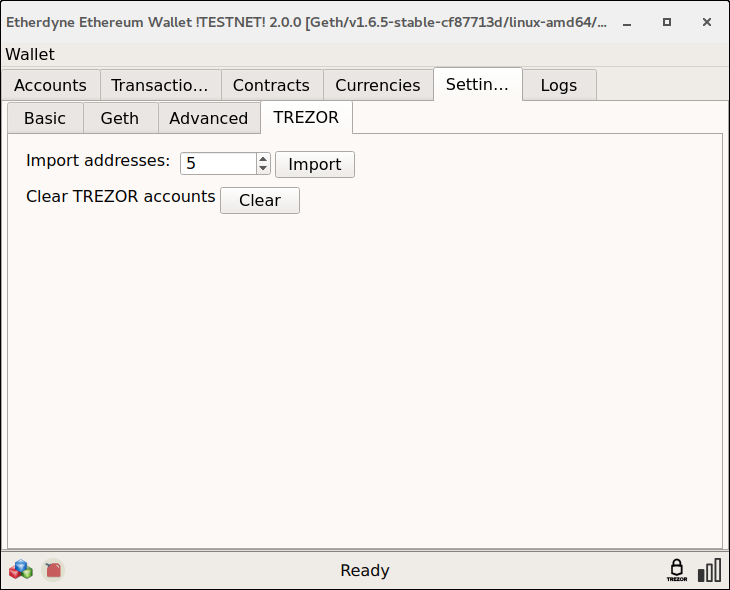 Etherdyne Ethereum Wallet !TESTNET! 2.0.0 [Geth/v1.6.5-stable-cf87713d/linux-amd64/...
Wallet
Accounts Transactio... Contracts Currencies Settin... Logs
Basic Geth Advanced TREZOR
Import addresses: 5 Import
Clear TREZOR accounts Clear
Ready TREZOR